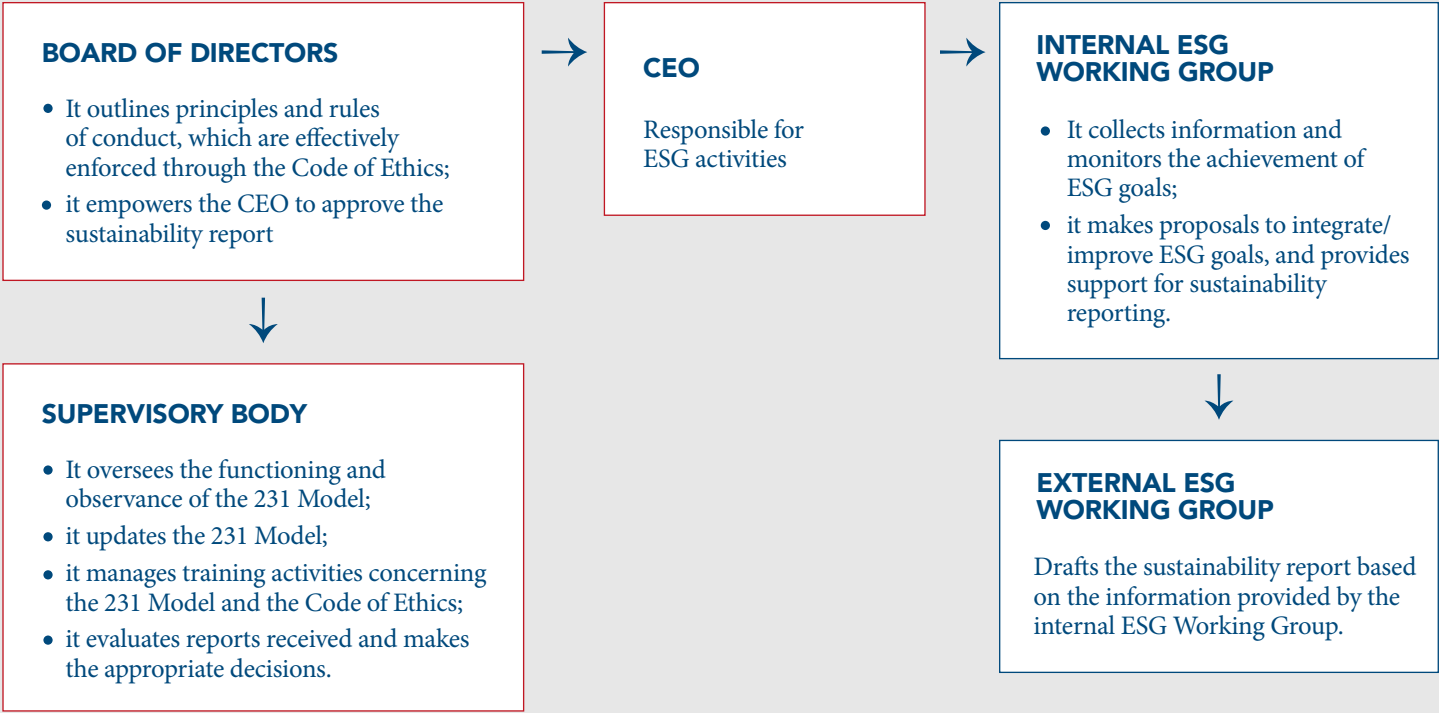 BOARD OF DIRECTORS
• It outlines principles and rules
of conduct, which are effectively
enforced through the Code of Ethics;
• it empowers the CEO to approve the
sustainability report
CEO
Responsible for
ESG activities
INTERNAL ESG
WORKING GROUP
• It collects information and
monitors the achievement of
ESG goals;
• it makes proposals to integrate/
improve ESG goals, and provides
support for sustainability
reporting.
SUPERVISORY BODY
• It oversees the functioning and
observance of the 231 Model;
• it updates the 231 Model;
• it manages training activities concerning
the 231 Model and the Code of Ethics;
• it evaluates reports received and makes
the appropriate decisions.
EXTERNAL ESG
WORKING GROUP
Drafts the sustainability report based
on the information provided by the
internal ESG Working Group.